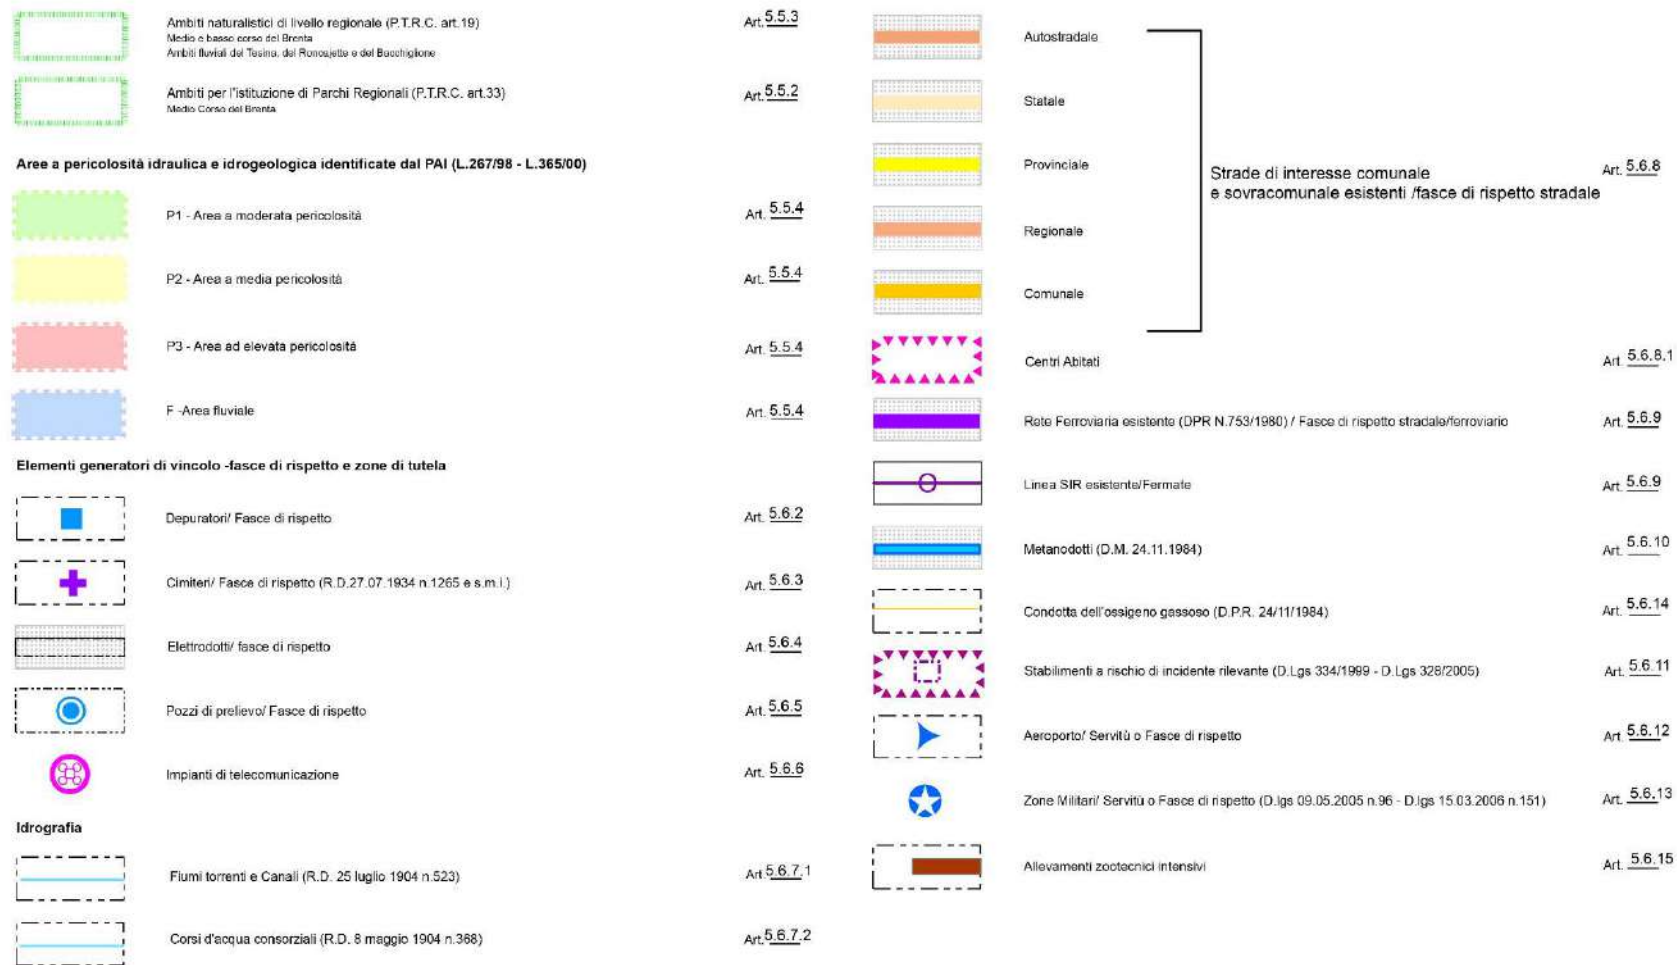 Ambiti naturalistici di livello regionale (P.T.R.C. art.19) Art. 5.5.3
Medio e basso corso del Brenta
Ambiti fluviali del Tesina, del Roncajette e del Bacchiglione
Ambiti per l'istituzione di Parchi Regionali (P.T.R.C. art.33) Art. 5.5.2
Medio Corso del Brenta
Aree a pericolosità idraulica e idrogeologica identificate dal PAI (L.267/98 - L.365/00)
P1 - Area a moderata pericolosità Art. 5.5.4
P2 - Area a media pericolosità Art. 5.5.4
P3 - Area ad elevata pericolosità Art. 5.5.4
F -Area fluviale Art. 5.5.4
Elementi generatori di vincolo -fasce di rispetto e zone di tutela
Depuratori/ Fasce di rispetto Art. 5.6.2
Cimiteri/ Fasce di rispetto (R.D.27.07.1934 n.1265 e s.m.i.) Art. 5.6.3
Elettrodotti/ fasce di rispetto Art. 5.6.4
Pozzi di prelievo/ Fasce di rispetto Art. 5.6.5
Impianti di telecomunicazione Art. 5.6.6
Idrografia
Fiumi torrenti e Canali (R.D. 25 luglio 1904 n.523) Art 5.6.7.1
Corsi d'acqua consorziali (R.D. 8 maggio 1904 n.368) Art. 5.6.7.2
Autostradale
Statale
Provinciale
Strade di interesse comunale Art. 5.6.8
e sovracomunale esistenti /fasce di rispetto stradale
Regionale
Comunale
Centri Abitati Art. 5.6.8.1
Rete Ferroviaria esistente (DPR N.753/1980) / Fasce di rispetto stradale/ferroviario Art. 5.6.9
Linea SIR esistente/Fermate Art. 5.6.9
Metanodotti (D.M. 24.11.1984) Art. 5.6.10
Condotta dell'ossigeno gassoso (D.P.R. 24/11/1984) Art. 5.6.14
Stabilimenti a rischio di incidente rilevante (D.Lgs 334/1999 - D.Lgs 328/2005) Art. 5.6.11
Aeroporto/ Servitù o Fasce di rispetto Art. 5.6.12
Zone Militari/ Servitù o Fasce di rispetto (D.lgs 09.05.2005 n.96 - D.lgs 15.03.2006 n.151) Art. 5.6.13
Allevamenti zootecnici intensivi Art. 5.6.15